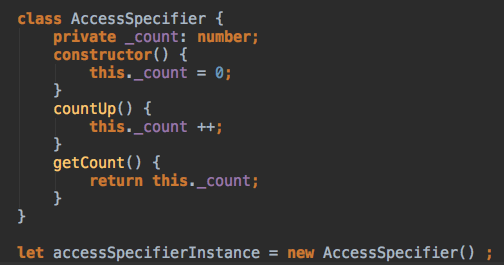 class AccessSpecifier {
    private _count: number;
    constructor() {
        this._count = 0;
    }
    countUp() {
        this._count ++;
    }
    getCount() {
        return this._count;
    }
}

let accessSpecifierInstance = new AccessSpecifier() ;